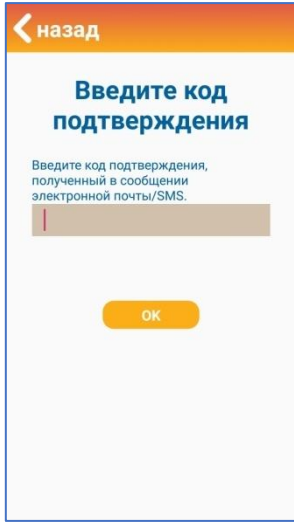 назад
Введите код
подтверждения
Введите код подтверждения,
полученный в сообщении
электронной почты/SMS.
OK